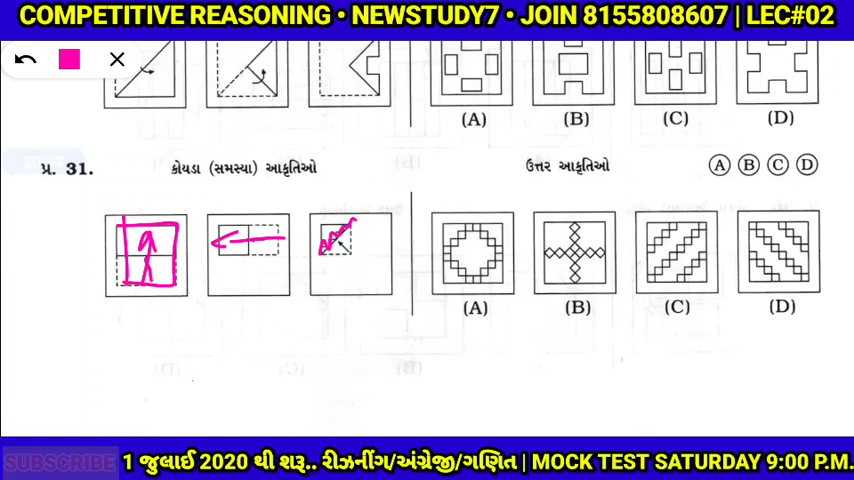 COMPETITIVE REASONING • NEWSTUDY7 • JOIN 8155808607 | LEC#02
(A) (B) (C) (D)
પ્ર. 31. કોયડા (સમસ્યા) આકૃતિઓ ઉત્તર આકૃતિઓ A B C D
(A) (B) (C) (D)
SUBSCRIBE 1 જુલાઈ 2020 થી શરૂ.. રીઝનીંગ/અંગ્રેજી/ગણિત | MOCK TEST SATURDAY 9:00 P.M.